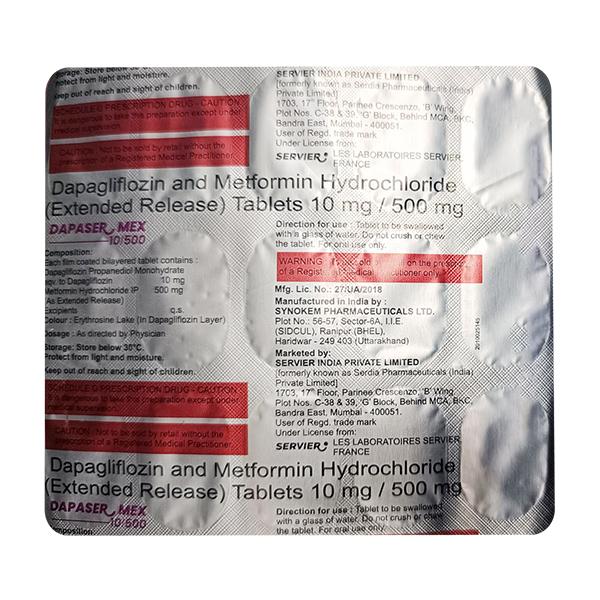 Storage: Store below 30°C
Protect from light and moisture.
Keep out of reach and sight of children.
SCHEDULE G PRESCRIPTION DRUG - CAUTION
It is dangerous to take this preparation except under
medical supervision.
CAUTION : Not to be sold by retail without the
prescription of a Registered Medical Practitioner.
SERVIER INDIA PRIVATE LIMITED
[formerly known as Serdia Pharmaceuticals (India)
Private Limited]
1703, 17th Floor, Parinee Crescenzo, 'B' Wing,
Plot Nos. C-38 & 39, 'G' Block, Behind MCA, BKC,
Bandra East, Mumbai - 400051.
User of Regd. trade mark
Under License from:
SERVIER LES LABORATOIRES SERVIER,
FRANCE
Dapagliflozin and Metformin Hydrochloride
(Extended Release) Tablets 10 mg / 500 mg
DAPASER MEX
10/500
Composition:
Each film coated bilayered tablet contains :
Dapagliflozin Propanediol Monohydrate
eqv. to Dapagliflozin 10 mg
Metformin Hydrochloride IP 500 mg
(As Extended Release)
Excipients q.s.
Colour : Erythrosine Lake (In Dapagliflozin Layer)
Dosage : As directed by Physician
Storage: Store below 30°C.
Protect from light and moisture.
Keep out of reach and sight of children.
SCHEDULE G PRESCRIPTION DRUG - CAUTION
It is dangerous to take this preparation except under
medical supervision.
CAUTION : Not to be sold by retail without the
prescription of a Registered Medical Practitioner.
Direction for use : Tablet to be swallowed
with a glass of water. Do not crush or chew
the tablet. For oral use only.
WARNING : sold on the prescription
of a Registered Medical Practitioner only.
Mfg. Lic. No.: 27/UA/2018
Manufactured in India by :
SYNOKEM PHARMACEUTICALS LTD.
Plot No.: 56-57, Sector-6A, I.I.E.
(SIDCUL), Ranipur (BHEL),
Haridwar - 249 403 (Uttarakhand)
Marketed by:
SERVIER INDIA PRIVATE LIMITED
[formerly known as Serdia Pharmaceuticals (India)
Private Limited]
1703, 17th Floor, Parinee Crescenzo, 'B' Wing,
Plot Nos. C-38 & 39, 'G' Block, Behind MCA, BKC,
Bandra East, Mumbai - 400051.
User of Regd. trade mark
Under License from:
SERVIER LES LABORATOIRES SERVIER,
FRANCE
Dapagliflozin and Metformin Hydrochloride
(Extended Release) Tablets 10 mg / 500 mg
DAPASER MEX
10/500
Composition:
Direction for use : Tablet to be swallowed
with a glass of water. Do not crush or chew
the tablet. For oral use only.